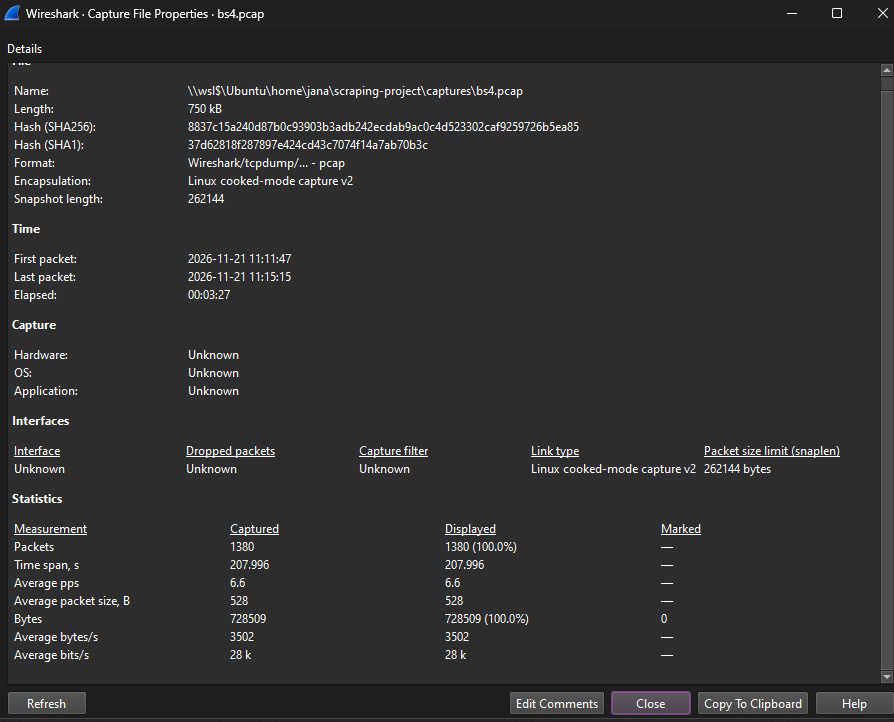 Wireshark · Capture File Properties · bs4.pcap
Details
File
Name: \\wsl$\Ubuntu\home\jana\scraping-project\captures\bs4.pcap
Length: 750 kB
Hash (SHA256): 8837c15a240d87b0c93903b3adb242ecdab9ac0c4d523302caf9259726b5ea85
Hash (SHA1): 37d62818f287897e424cd43c7074f14a7ab70b3c
Format: Wireshark/tcpdump/... - pcap
Encapsulation: Linux cooked-mode capture v2
Snapshot length: 262144
Time
First packet: 2026-11-21 11:11:47
Last packet: 2026-11-21 11:15:15
Elapsed: 00:03:27
Capture
Hardware: Unknown
OS: Unknown
Application: Unknown
Interfaces
Interface Dropped packets Capture filter Link type Packet size limit (snaplen)
Unknown Unknown Unknown Linux cooked-mode capture v2 262144 bytes
Statistics
Measurement Captured Displayed Marked
Packets 1380 1380 (100.0%) —
Time span, s 207.996 207.996 —
Average pps 6.6 6.6 —
Average packet size, B 528 528 —
Bytes 728509 728509 (100.0%) 0
Average bytes/s 3502 3502 —
Average bits/s 28 k 28 k —
Refresh Edit Comments Close Copy To Clipboard Help